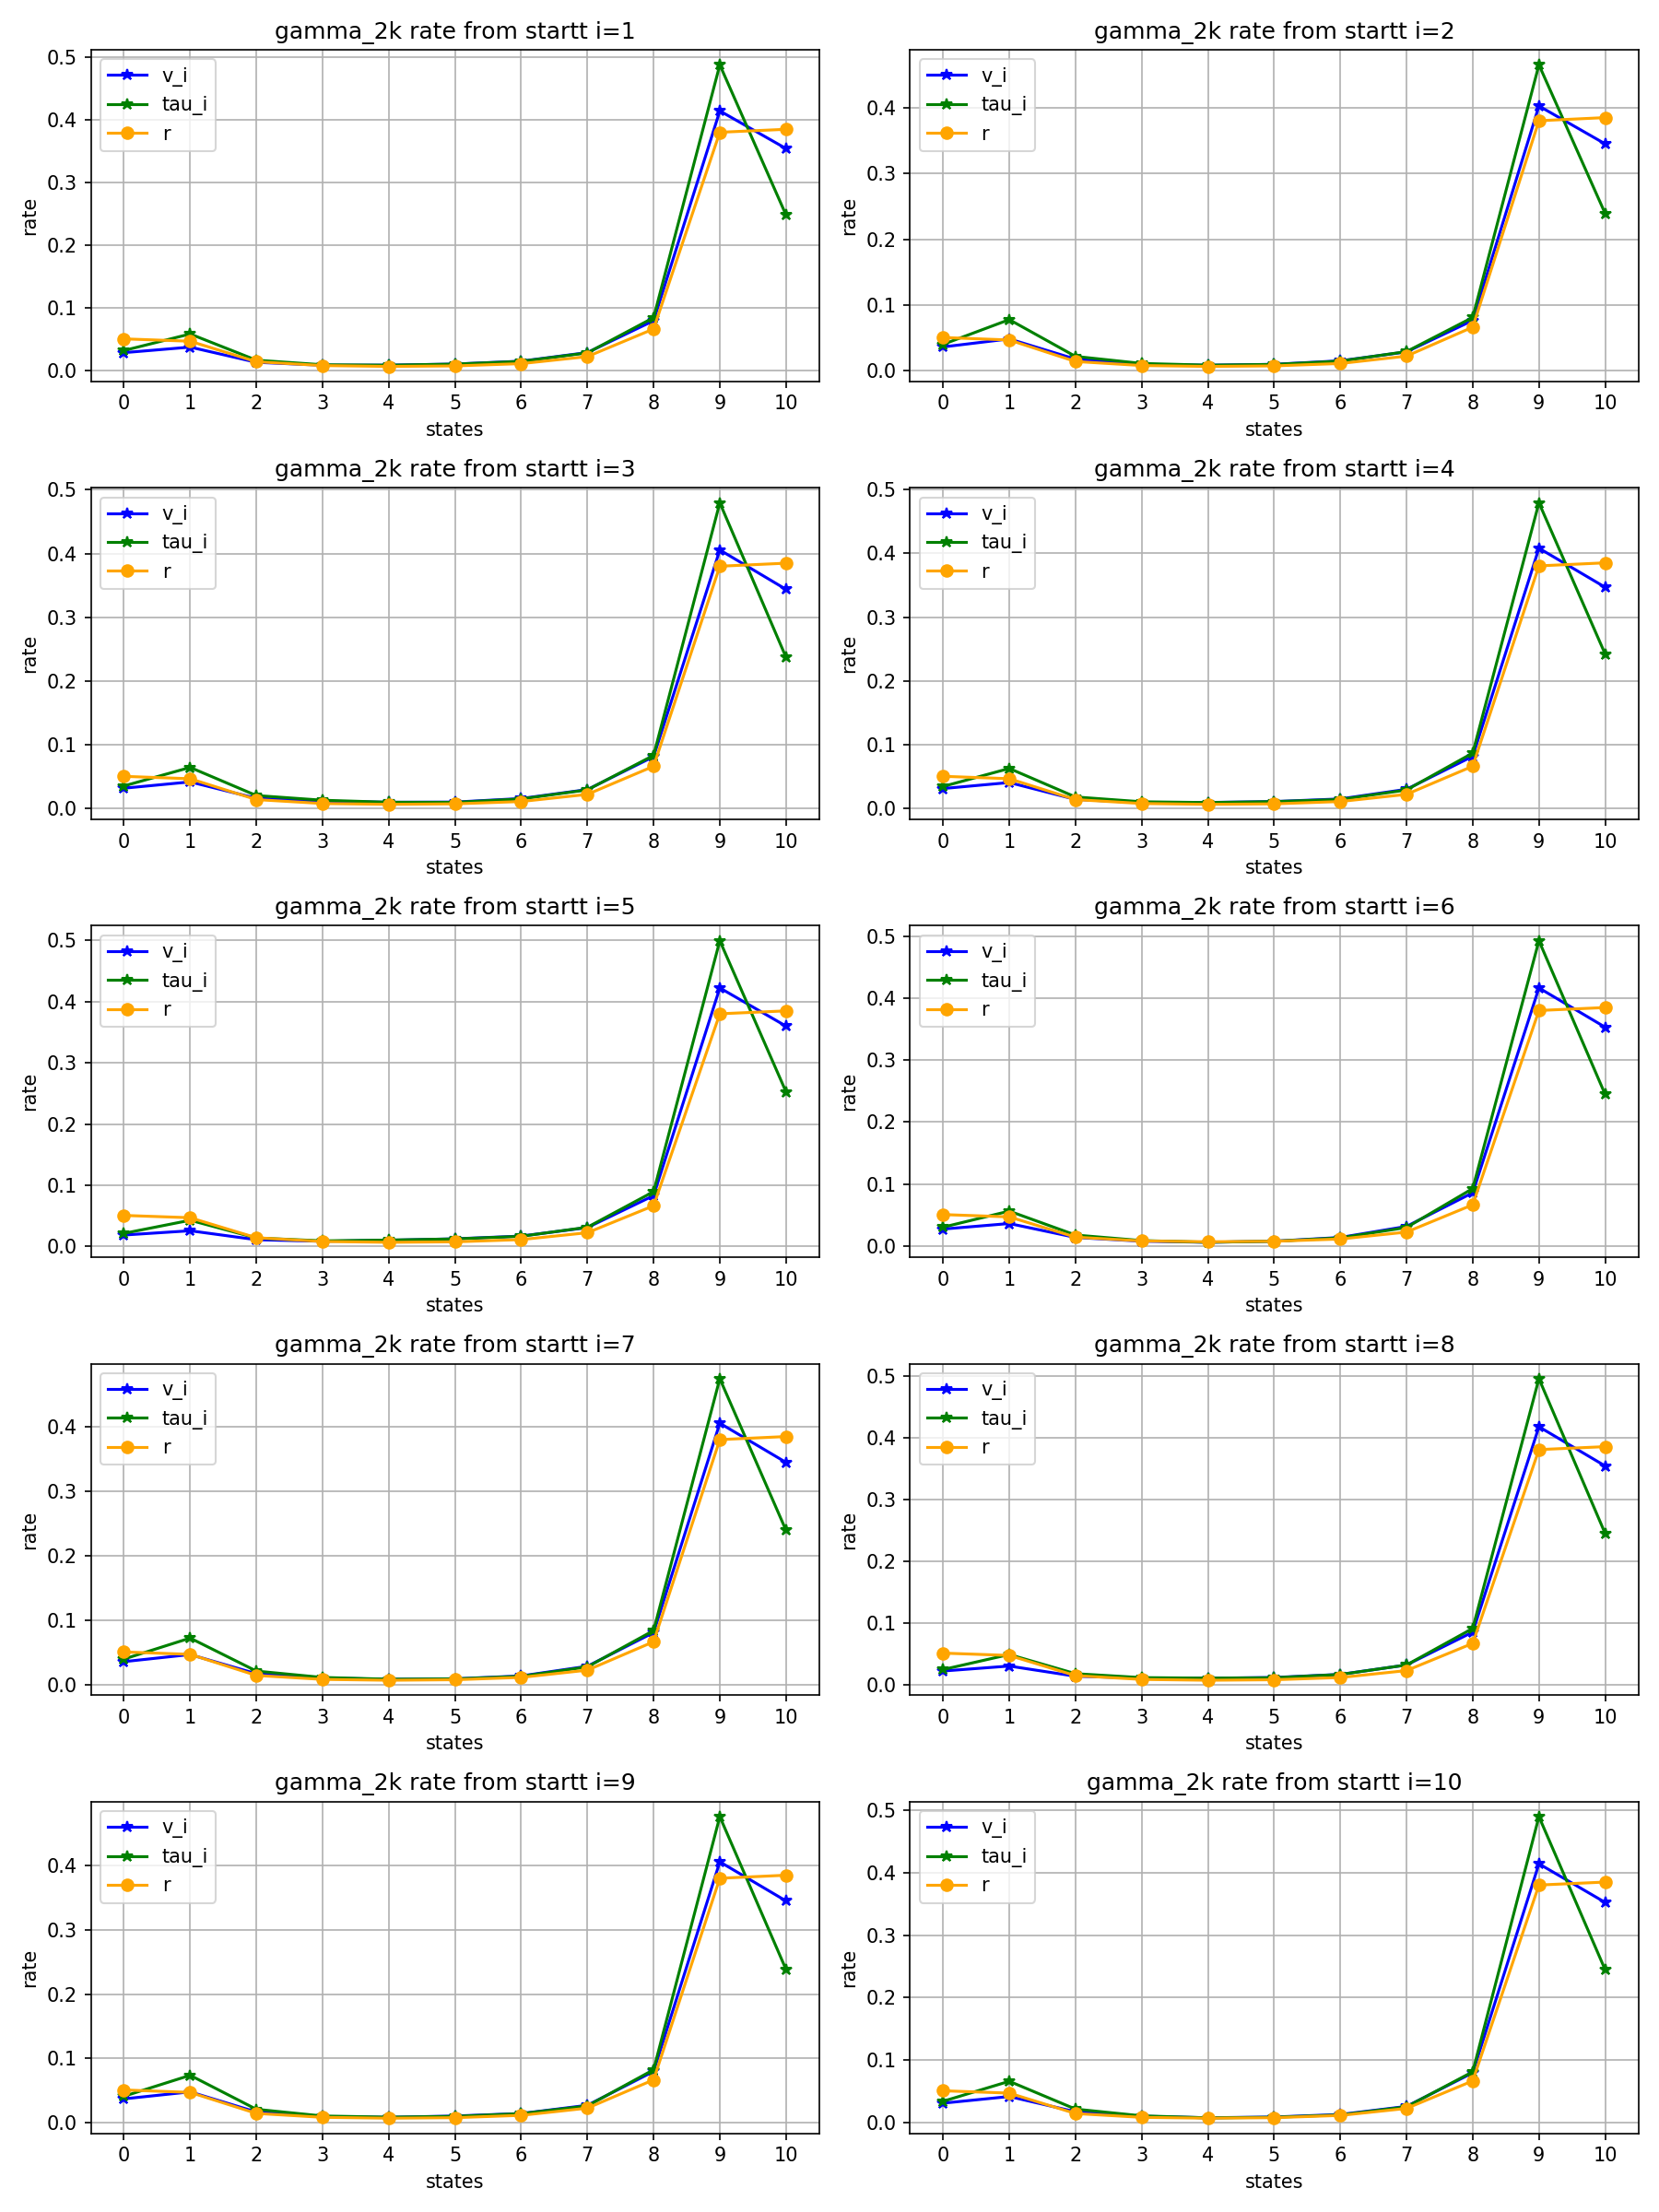 gamma_2k rate from startt i=1
0.5
0.4
0.3
0.2
0.1
0.0
rate
v_i
tau_i
r
0 1 2 3 4 5 6 7 8 9 10
states
gamma_2k rate from startt i=2
0.4
0.3
0.2
0.1
0.0
rate
v_i
tau_i
r
0 1 2 3 4 5 6 7 8 9 10
states
gamma_2k rate from startt i=3
0.5
0.4
0.3
0.2
0.1
0.0
rate
v_i
tau_i
r
0 1 2 3 4 5 6 7 8 9 10
states
gamma_2k rate from startt i=4
0.5
0.4
0.3
0.2
0.1
0.0
rate
v_i
tau_i
r
0 1 2 3 4 5 6 7 8 9 10
states
gamma_2k rate from startt i=5
0.5
0.4
0.3
0.2
0.1
0.0
rate
v_i
tau_i
r
0 1 2 3 4 5 6 7 8 9 10
states
gamma_2k rate from startt i=6
0.5
0.4
0.3
0.2
0.1
0.0
rate
v_i
tau_i
r
0 1 2 3 4 5 6 7 8 9 10
states
gamma_2k rate from startt i=7
0.4
0.3
0.2
0.1
0.0
rate
v_i
tau_i
r
0 1 2 3 4 5 6 7 8 9 10
states
gamma_2k rate from startt i=8
0.5
0.4
0.3
0.2
0.1
0.0
rate
v_i
tau_i
r
0 1 2 3 4 5 6 7 8 9 10
states
gamma_2k rate from startt i=9
0.4
0.3
0.2
0.1
0.0
rate
v_i
tau_i
r
0 1 2 3 4 5 6 7 8 9 10
states
gamma_2k rate from startt i=10
0.5
0.4
0.3
0.2
0.1
0.0
rate
v_i
tau_i
r
0 1 2 3 4 5 6 7 8 9 10
states